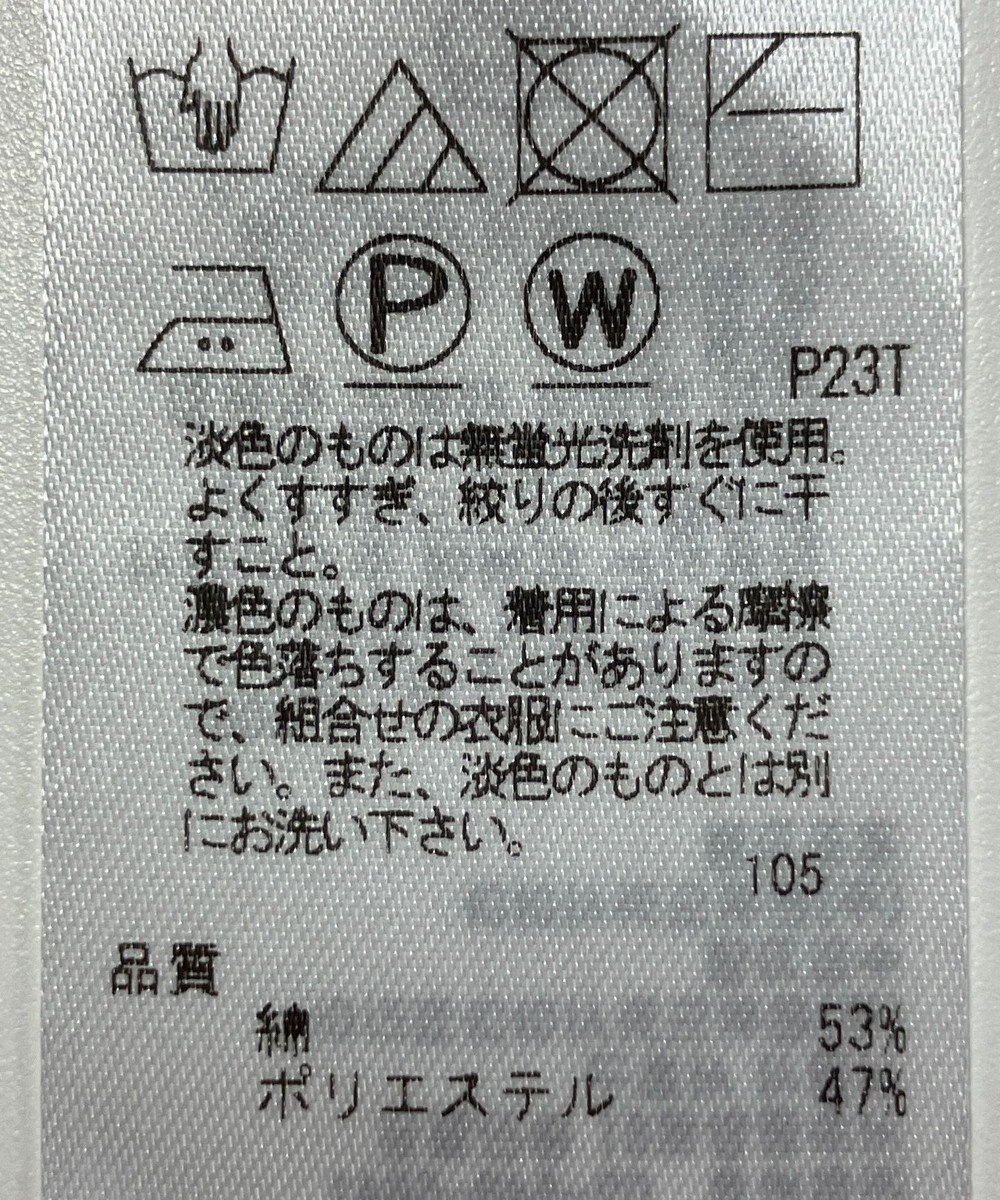 P W
P23T
淡色のものは無蛍光洗剤を使用。
よくすすぎ、絞りの後すぐに干
すこと。
濃色のものは、着用による摩擦
で色落ちすることがありますの
で、組合せの衣服にご注意くだ
さい。また、淡色のものとは別
にお洗い下さい。
105
品質
綿 53%
ポリエステル 47%